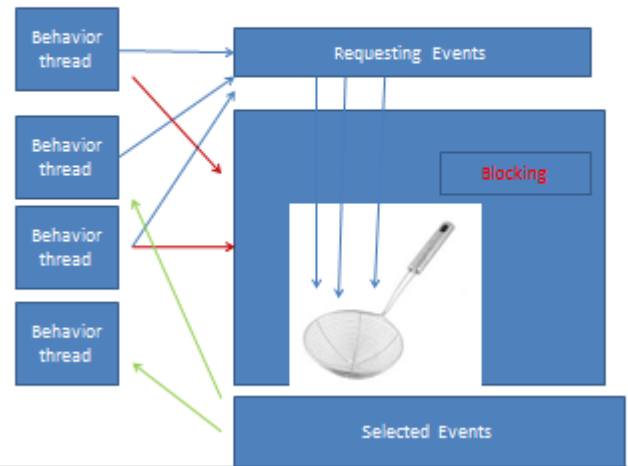 Behavior
thread
Requesting Events
Behavior
thread
Blocking
Behavior
thread
Behavior
thread
Selected Events